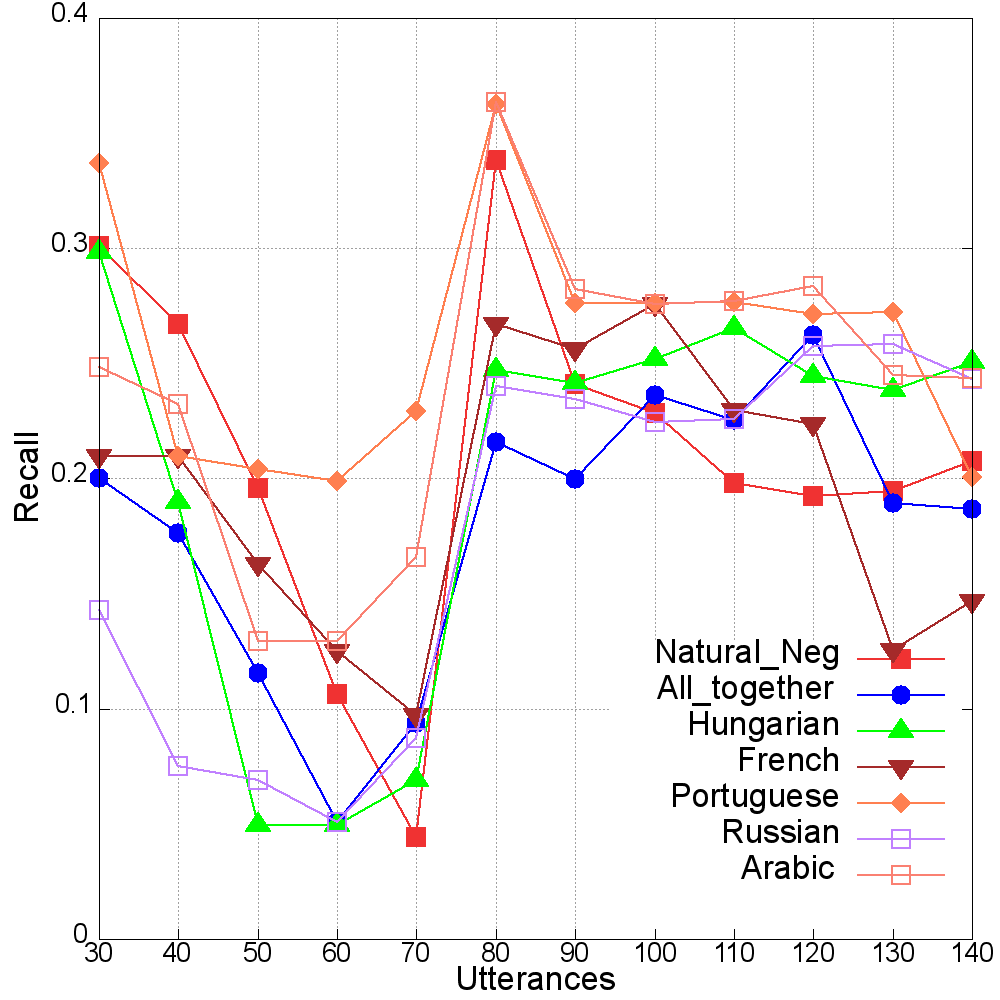 0.4
0.3
0.2
0.1
0
Recall
30 40 50 60 70 80 90 100 110 120 130 140
Utterances
Natural_Neg
All_together
Hungarian
French
Portuguese
Russian
Arabic